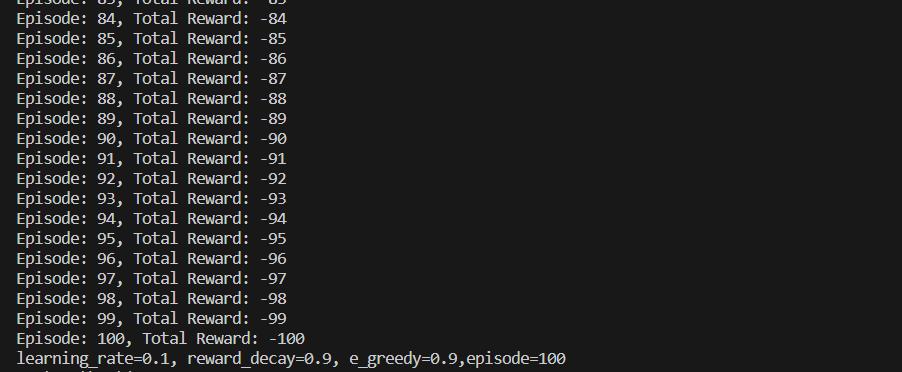 Episode: 83, Total Reward: -83
Episode: 84, Total Reward: -84
Episode: 85, Total Reward: -85
Episode: 86, Total Reward: -86
Episode: 87, Total Reward: -87
Episode: 88, Total Reward: -88
Episode: 89, Total Reward: -89
Episode: 90, Total Reward: -90
Episode: 91, Total Reward: -91
Episode: 92, Total Reward: -92
Episode: 93, Total Reward: -93
Episode: 94, Total Reward: -94
Episode: 95, Total Reward: -95
Episode: 96, Total Reward: -96
Episode: 97, Total Reward: -97
Episode: 98, Total Reward: -98
Episode: 99, Total Reward: -99
Episode: 100, Total Reward: -100
learning_rate=0.1, reward_decay=0.9, e_greedy=0.9,episode=100